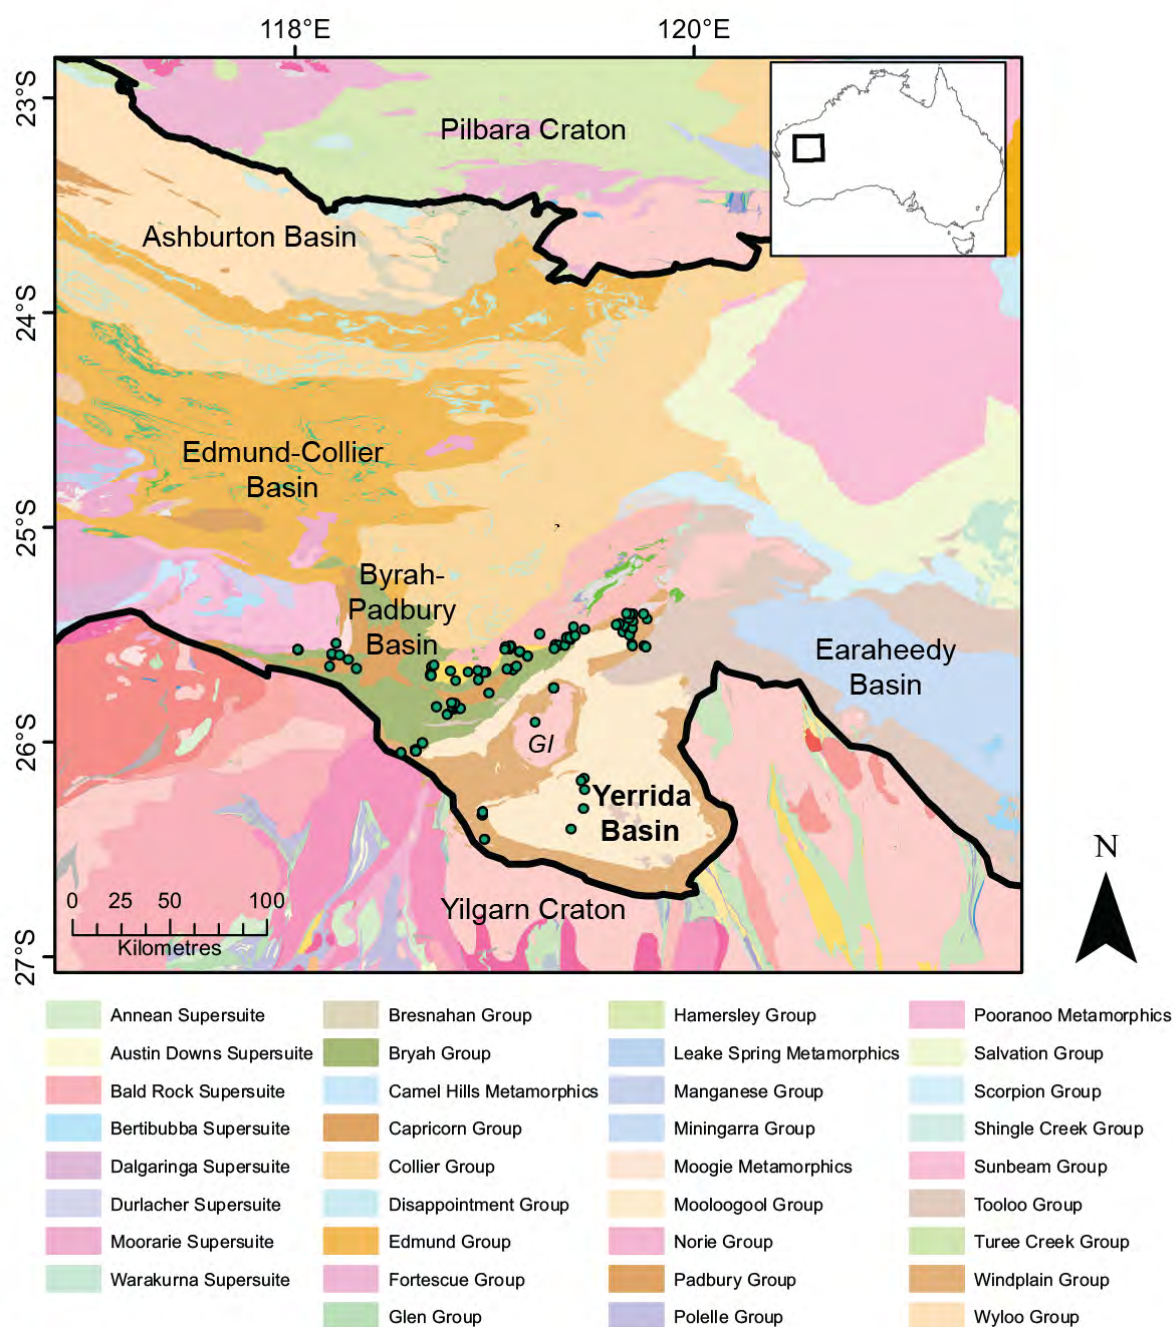 118°E 120°E
23°S
24°S
25°S
26°S
27°S
Pilbara Craton
Ashburton Basin
Edmund-Collier
Basin
Byrah-
Padbury
Basin
Earaheedy
Basin
GI
Yerrida
Basin
Yilgarn Craton
0 25 50 100
Kilometres
N
Annean Supersuite
Austin Downs Supersuite
Bald Rock Supersuite
Bertibubba Supersuite
Dalgaringa Supersuite
Durlacher Supersuite
Moorarie Supersuite
Warakurna Supersuite
Bresnahan Group
Bryah Group
Camel Hills Metamorphics
Capricorn Group
Collier Group
Disappointment Group
Edmund Group
Fortescue Group
Glen Group
Hamersley Group
Leake Spring Metamorphics
Manganese Group
Miningarra Group
Moogie Metamorphics
Mooloogool Group
Norie Group
Padbury Group
Polelle Group
Pooranoo Metamorphics
Salvation Group
Scorpion Group
Shingle Creek Group
Sunbeam Group
Tooloo Group
Turee Creek Group
Windplain Group
Wyloo Group